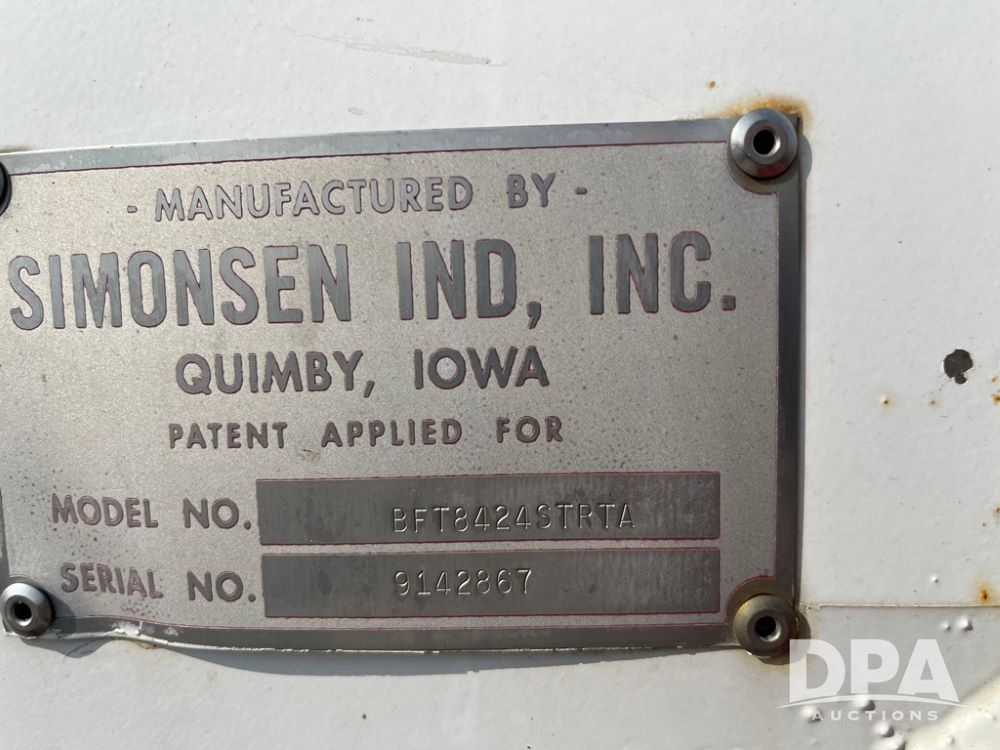 - MANUFACTURED BY -
SIMONSEN IND, INC.
QUIMBY, IOWA
PATENT APPLIED FOR
MODEL NO. BFT8424STRTA
SERIAL NO. 9142867
DPA
AUCTIONS